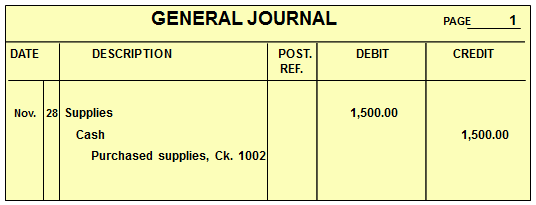 GENERAL JOURNAL PAGE 1
DATE DESCRIPTION POST. REF. DEBIT CREDIT
Nov. 28 Supplies 1,500.00
Cash 1,500.00
Purchased supplies, Ck. 1002